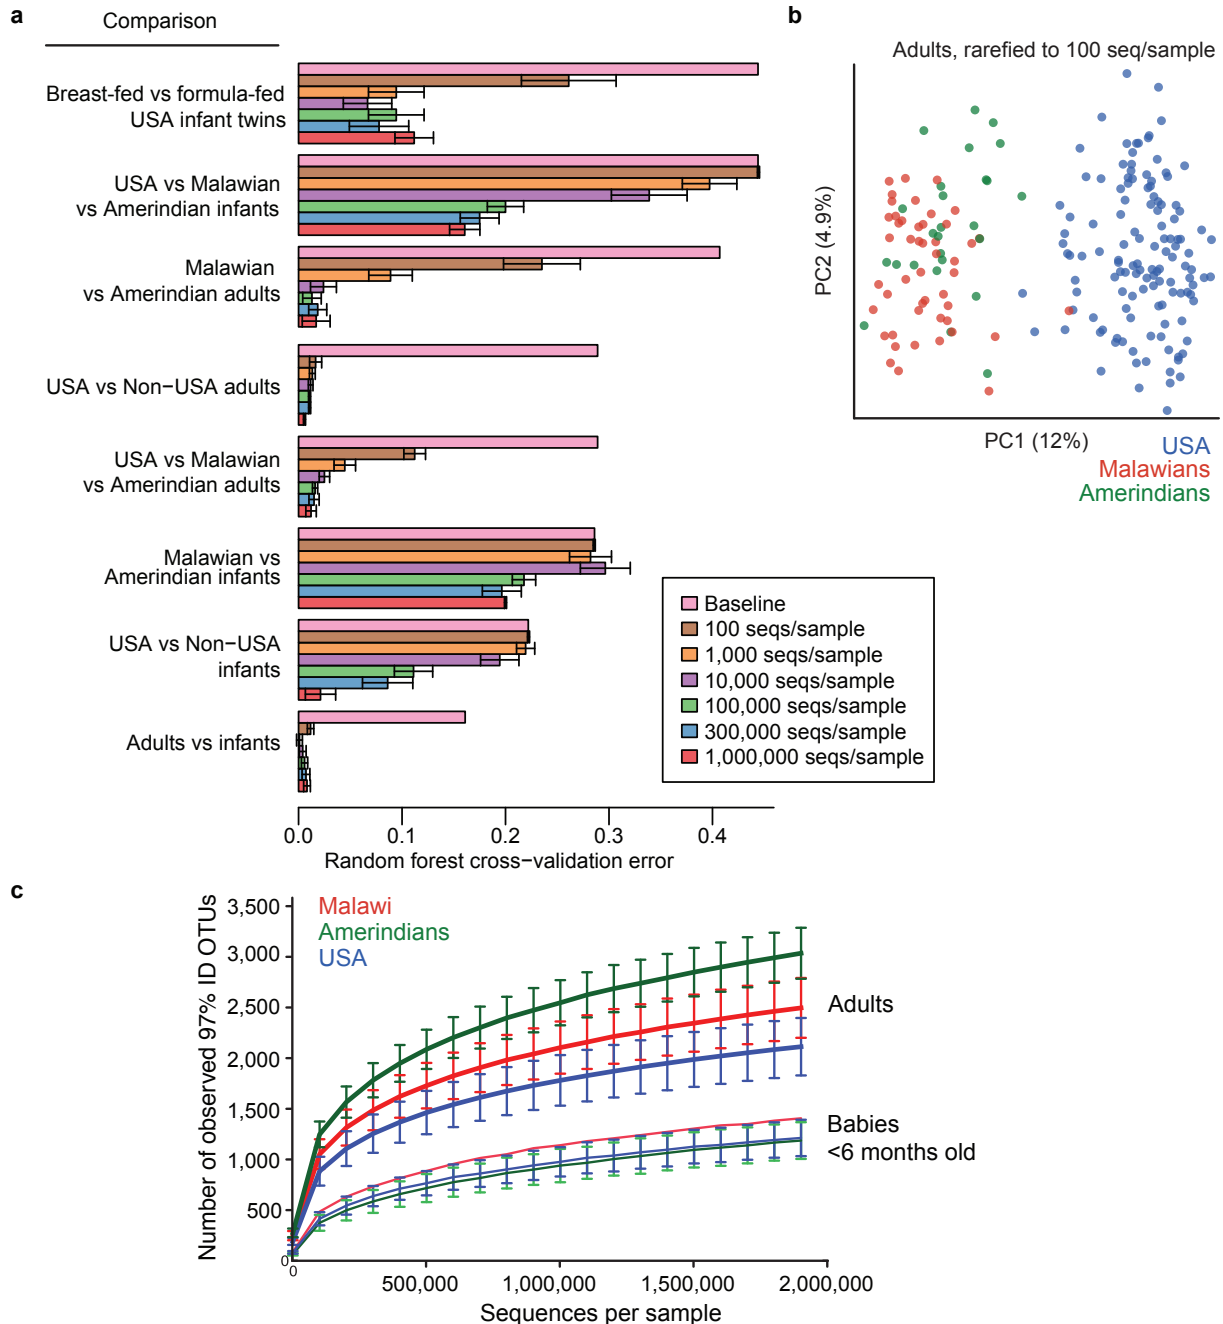 a
Comparison
Breast-fed vs formula-fed
USA infant twins
USA vs Malawian
vs Amerindian infants
Malawian
vs Amerindian adults
USA vs Non−USA adults
USA vs Malawian
vs Amerindian adults
Malawian vs
Amerindian infants
USA vs Non−USA
infants
Adults vs infants
0.0 0.1 0.2 0.3 0.4
Random forest cross−validation error
Baseline
100 seqs/sample
1,000 seqs/sample
10,000 seqs/sample
100,000 seqs/sample
300,000 seqs/sample
1,000,000 seqs/sample
b
Adults, rarefied to 100 seq/sample
PC2 (4.9%)
PC1 (12%)
USA
Malawians
Amerindians
c
Malawi
Amerindians
USA
Number of observed 97% ID OTUs
3,500
3,000
2,500
2,000
1,500
1,000
500
0
0 500,000 1,000,000 1,500,000 2,000,000
Sequences per sample
Adults
Babies
<6 months old